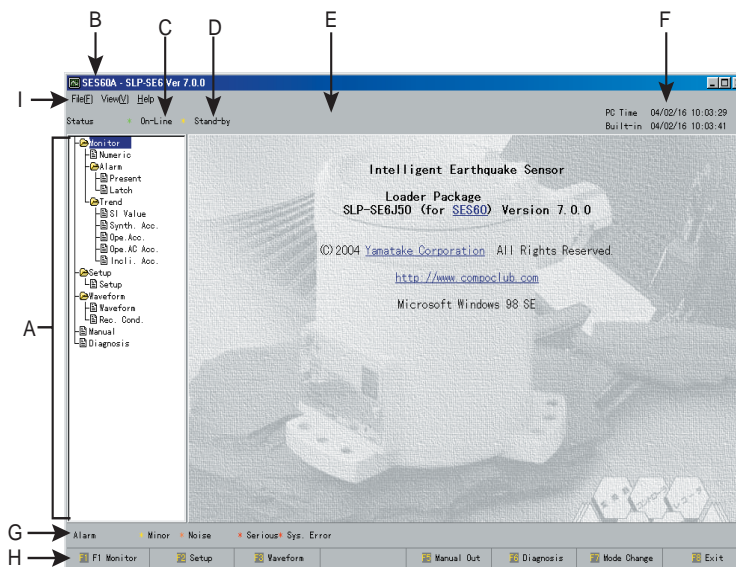 B
C
D
E
F
SES60A - SLP-SE6 Ver 7.0.0
I
File(F) View(V) Help
PC Time 04/02/16 10:03:29
Status On-Line Stand-by
Built-in 04/02/16 10:03:41
A
Monitor
Numeric
Alarm
Present
Latch
Trend
SI Value
Synth. Acc.
Ope.Acc.
Ope.AC Acc.
Incli. Acc.
Setup
Setup
Waveform
Waveform
Rec. Cond.
Manual
Diagnosis
Intelligent Earthquake Sensor
Loader Package
SLP-SE6J50 (for SES60) Version 7.0.0
(C)2004 Yamatake Corporation All Rights Reserved.
http://www.compoclub.com
Microsoft Windows 98 SE
G
Alarm Minor Noise Serious Sys. Error
H
F1 Monitor Setup Waveform Manual Out Diagnosis Mode Change Exit